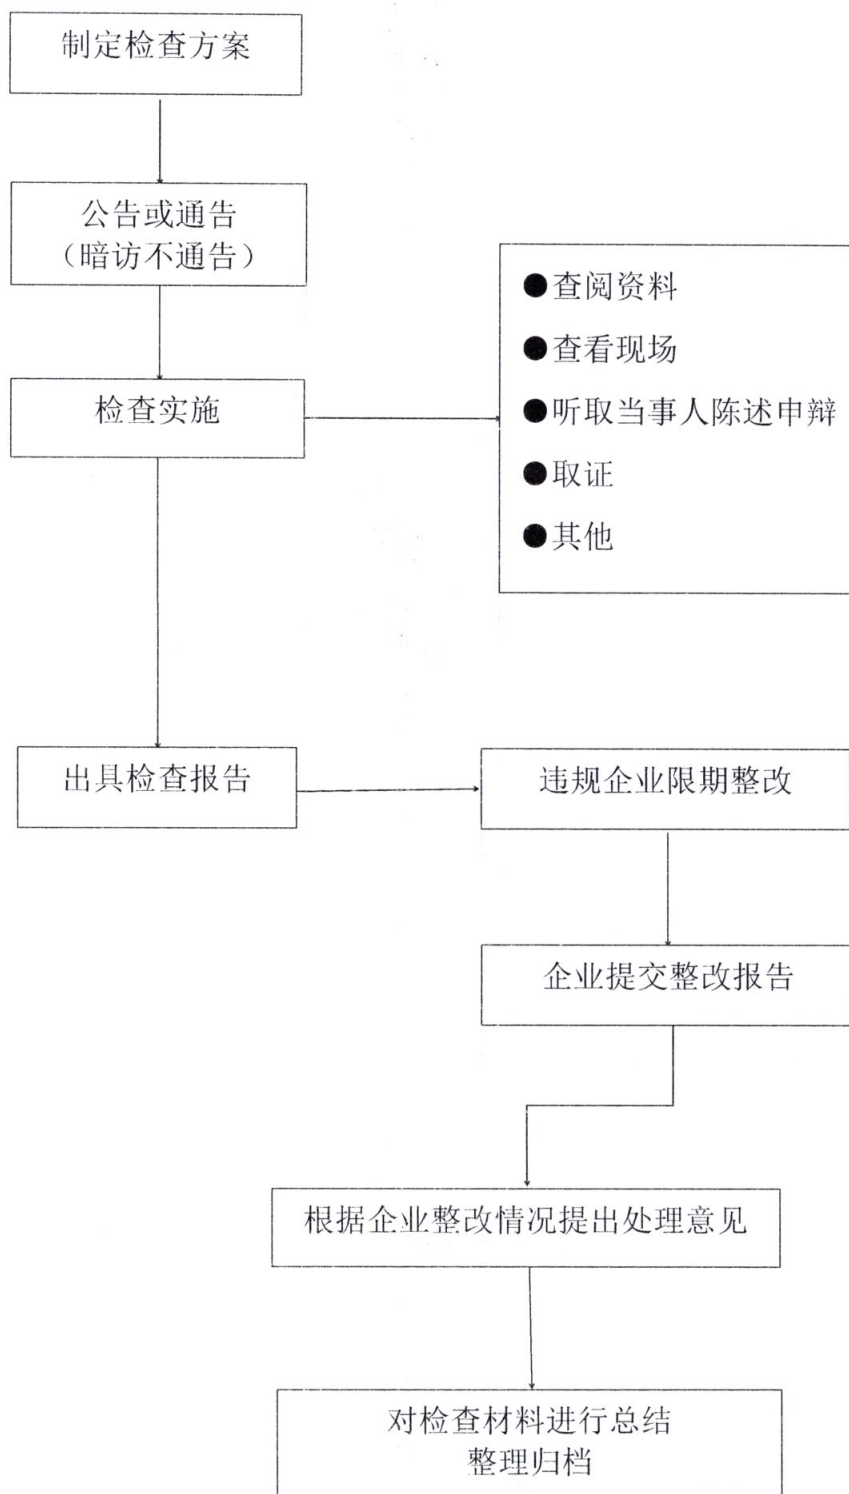 制定检查方案
公告或通告
（暗访不通告）
●查阅资料
●查看现场
检查实施
●听取当事人陈述申辩
●取证
●其他
出具检查报告
违规企业限期整改
企业提交整改报告
根据企业整改情况提出处理意见
对检查材料进行总结
整理归档